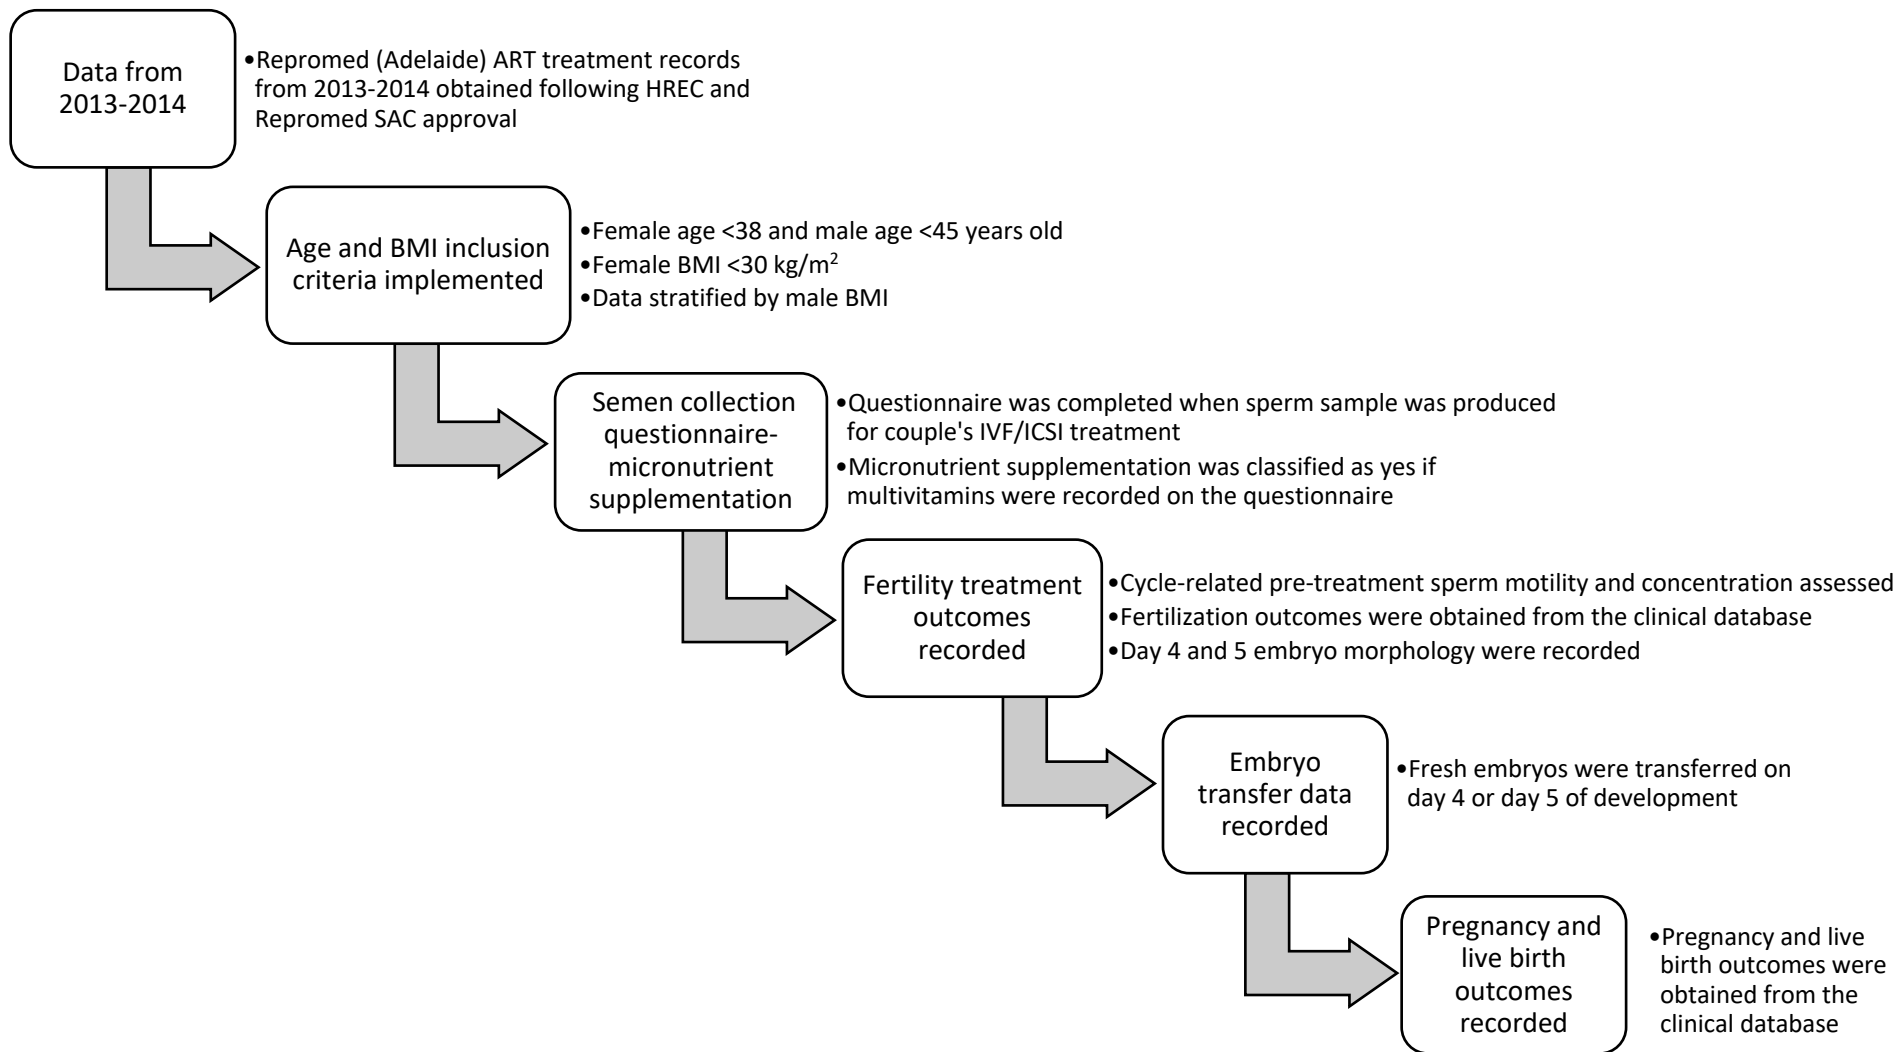 Data from
2013-2014
•Repromed (Adelaide) ART treatment records
from 2013-2014 obtained following HREC and
Repromed SAC approval
Age and BMI inclusion
criteria implemented
•Female age <38 and male age <45 years old
•Female BMI <30 kg/m²
•Data stratified by male BMI
Semen collection
questionnaire-
micronutrient
supplementation
•Questionnaire was completed when sperm sample was produced
for couple's IVF/ICSI treatment
•Micronutrient supplementation was classified as yes if
multivitamins were recorded on the questionnaire
Fertility treatment
outcomes
recorded
•Cycle-related pre-treatment sperm motility and concentration assessed
•Fertilization outcomes were obtained from the clinical database
•Day 4 and 5 embryo morphology were recorded
Embryo
transfer data
recorded
•Fresh embryos were transferred on
day 4 or day 5 of development
Pregnancy and
live birth
outcomes
recorded
•Pregnancy and live
birth outcomes were
obtained from the
clinical database